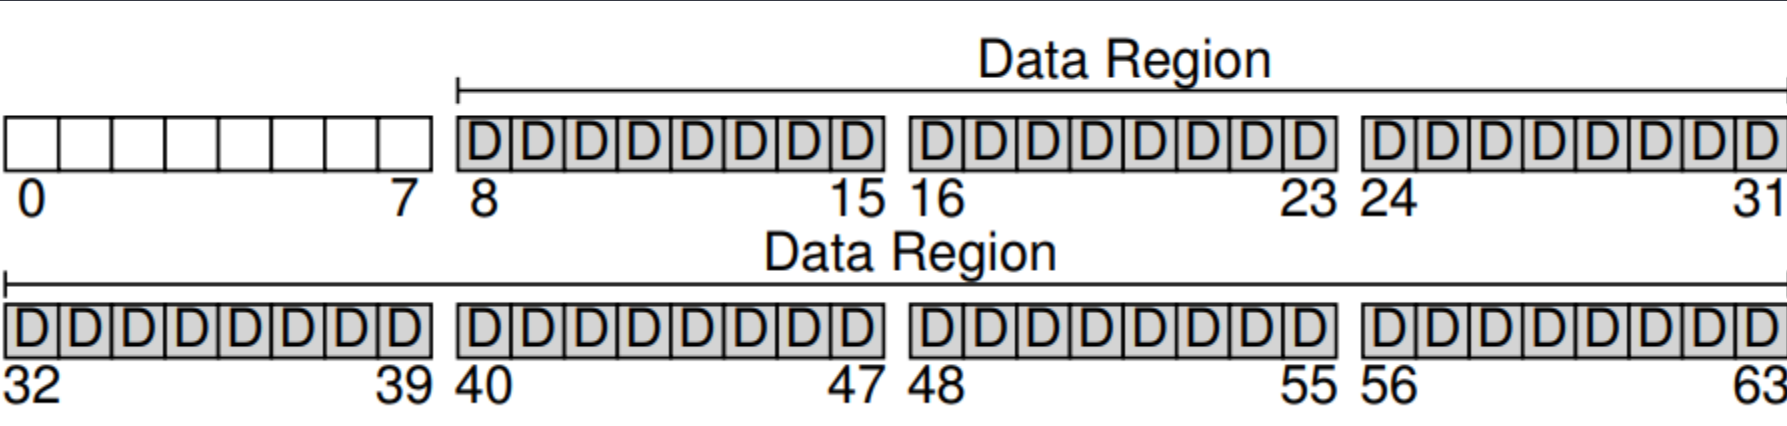 Data Region
D D D D D D D D D D D D D D D D D D D D D D D D
0 7 8 15 16 23 24 31
Data Region
D D D D D D D D D D D D D D D D D D D D D D D D D D D D D D D D
32 39 40 47 48 55 56 63